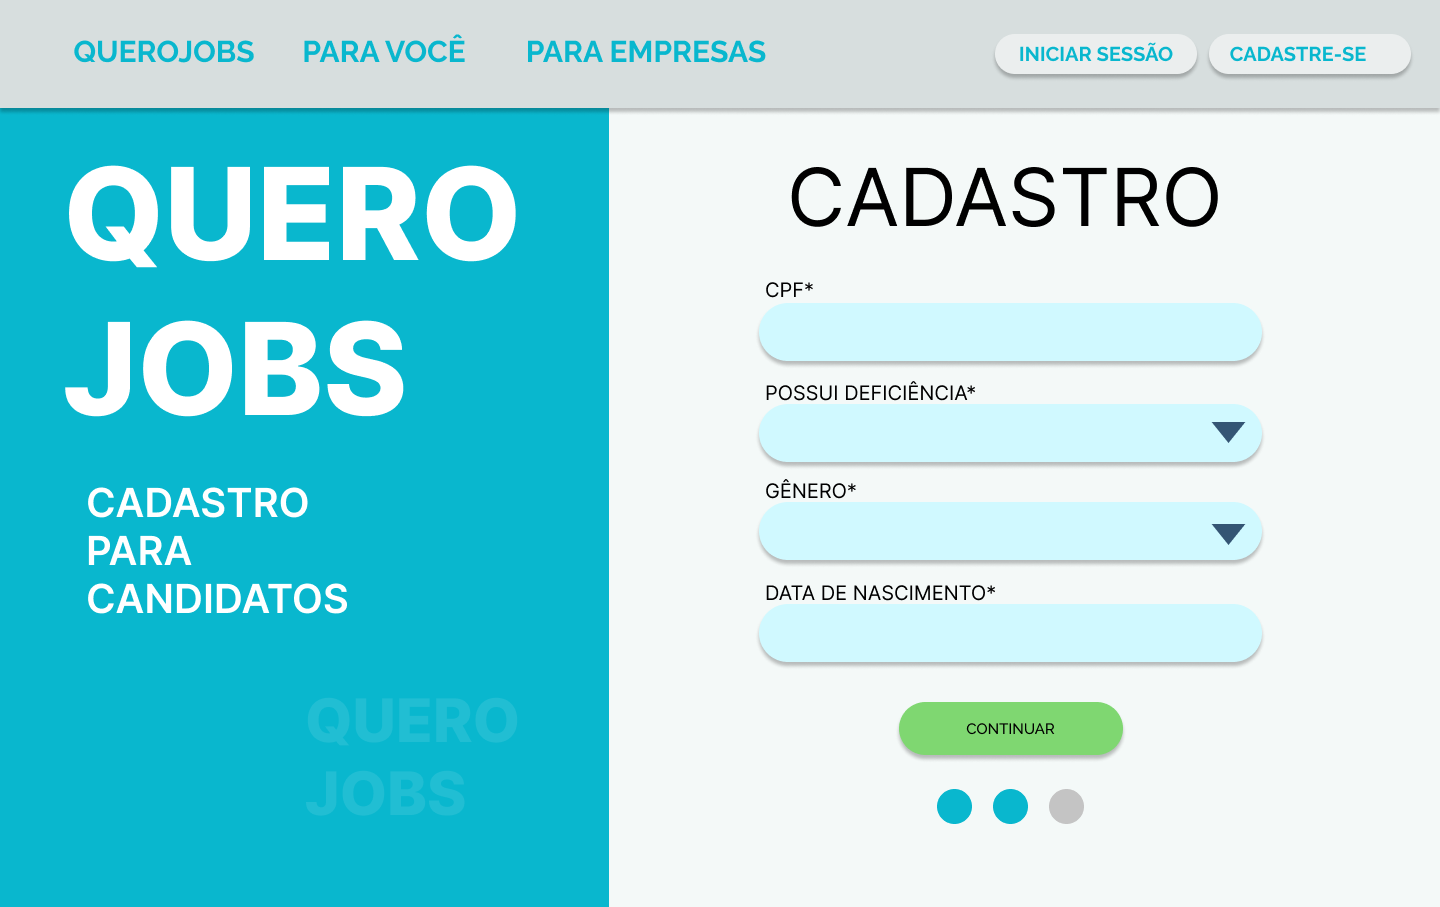 QUEROJOBS PARA VOCÊ PARA EMPRESAS INICIAR SESSÃO CADASTRE-SE
QUERO
JOBS
CADASTRO
PARA
CANDIDATOS
QUERO
JOBS
CADASTRO
CPF*
POSSUI DEFICIÊNCIA*
GÊNERO*
DATA DE NASCIMENTO*
CONTINUAR